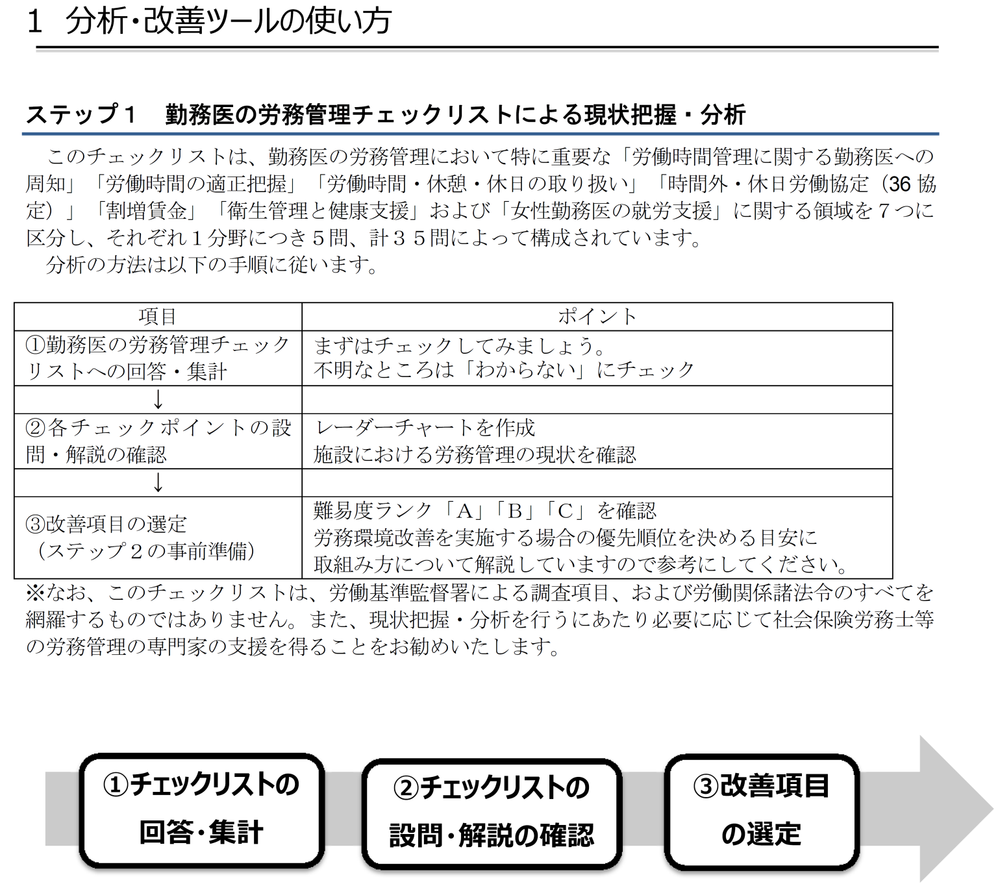 1 分析･改善ツールの使い方
ステップ１　勤務医の労務管理チェックリストによる現状把握・分析
　このチェックリストは、勤務医の労務管理において特に重要な「労働時間管理に関する勤務医への
周知」「労働時間の適正把握」「労働時間・休憩・休日の取り扱い」「時間外・休日労働協定（36 協
定）」「割増賃金」「衛生管理と健康支援」および「女性勤務医の就労支援」に関する領域を７つに
区分し、それぞれ１分野につき５問、計３５問によって構成されています。
　分析の方法は以下の手順に従います。
項目
ポイント
①勤務医の労務管理チェック
リストへの回答・集計
まずはチェックしてみましょう。
不明なところは「わからない」にチェック
↓
②各チェックポイントの設
問・解説の確認
レーダーチャートを作成
施設における労務管理の現状を確認
↓
③改善項目の選定
（ステップ２の事前準備）
難易度ランク「Ａ」「Ｂ」「Ｃ」を確認
労務環境改善を実施する場合の優先順位を決める目安に
取組み方について解説していますので参考にしてください。
※なお、このチェックリストは、労働基準監督署による調査項目、および労働関係諸法令のすべてを
網羅するものではありません。また、現状把握・分析を行うにあたり必要に応じて社会保険労務士等
の労務管理の専門家の支援を得ることをお勧めいたします。
①チェックリストの
回答･集計
②チェックリストの
設問･解説の確認
③改善項目
の選定